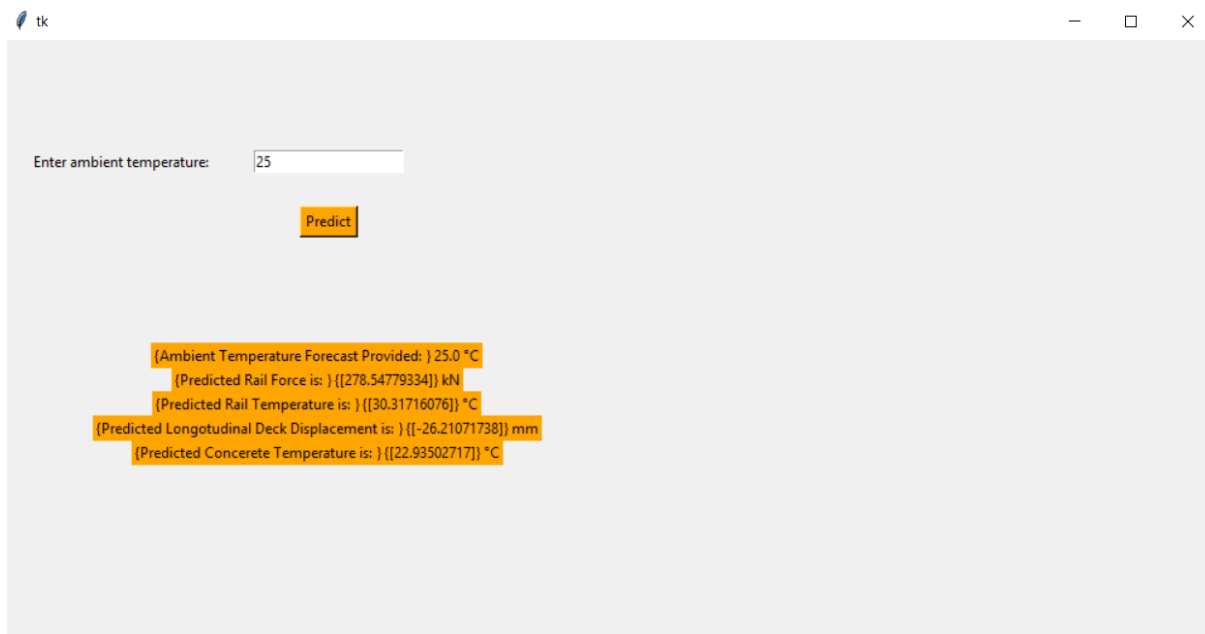 tk
Enter ambient temperature: 25
Predict
{Ambient Temperature Forecast Provided: } 25.0 °C
{Predicted Rail Force is: } {[278.54779334]} kN
{Predicted Rail Temperature is: } {[30.31716076]} °C
{Predicted Longotudinal Deck Displacement is: } {[-26.21071738]} mm
{Predicted Concerete Temperature is: } {[22.93502717]} °C